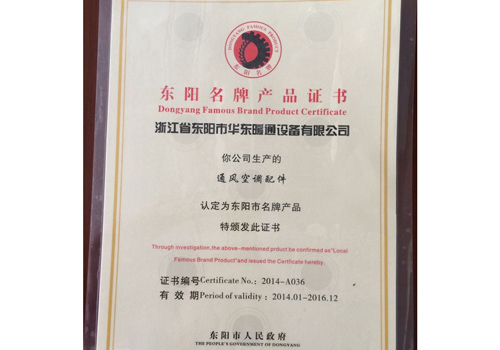 DONGYANG FAMOUS PRODUCT
东阳名牌
东阳名牌产品证书
Dongyang Famous Brand Product Certificate
浙江省东阳市华东暖通设备有限公司
你公司生产的
通风空调配件
认定为东阳市名牌产品
特颁发此证书
Through investigation,the above-mentioned prduct be confirmed as"Local
Famous Brand Product"and issued the Certificate hereby.
证书编号Certificate No.：2014-A036
有 效 期Period of validity：2014.01-2016.12
东阳市人民政府
THE PEOPLE'S GOVERNMENT OF DONGYANG